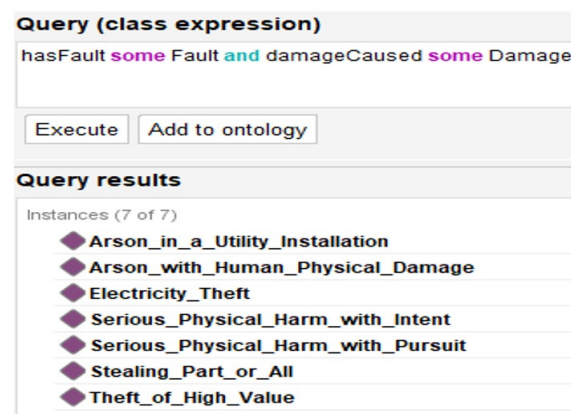 Query (class expression)
hasFault some Fault and damageCaused some Damage
Execute Add to ontology
Query results
Instances (7 of 7)
Arson_in_a_Utility_Installation
Arson_with_Human_Physical_Damage
Electricity_Theft
Serious_Physical_Harm_with_Intent
Serious_Physical_Harm_with_Pursuit
Stealing_Part_or_All
Theft_of_High_Value